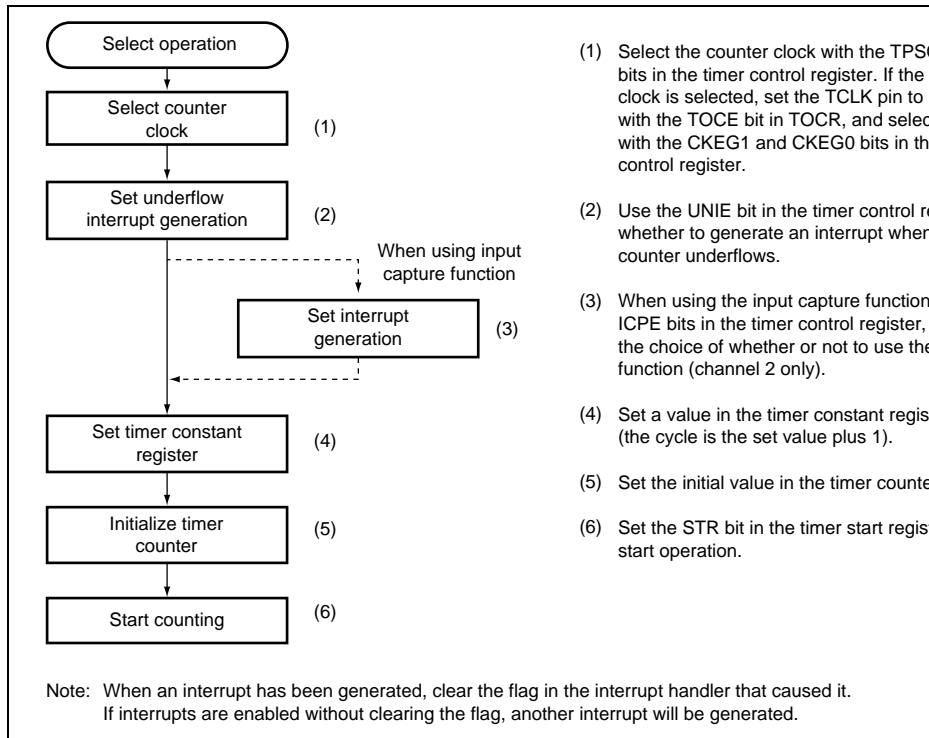 Select operation
Select counter
clock
(1)
Set underflow
interrupt generation
(2)
When using input
capture function
Set interrupt
generation
(3)
Set timer constant
register
(4)
Initialize timer
counter
(5)
Start counting
(6)
(1) Select the counter clock with the
bits in the timer control register. If the
clock is selected, set the TCLK pin to
with the TOCE bit in TOCR, and
with the CKEG1 and CKEG0 bits in
control register.
(2) Use the UNIE bit in the timer control
whether to generate an interrupt
counter underflows.
(3) When using the input capture function
ICPE bits in the timer control register,
the choice of whether or not to use
function (channel 2 only).
(4) Set a value in the timer constant
(the cycle is the set value plus 1).
(5) Set the initial value in the timer
(6) Set the STR bit in the timer start
start operation.
Note: When an interrupt has been generated, clear the flag in the interrupt handler that caused it.
If interrupts are enabled without clearing the flag, another interrupt will be generated.